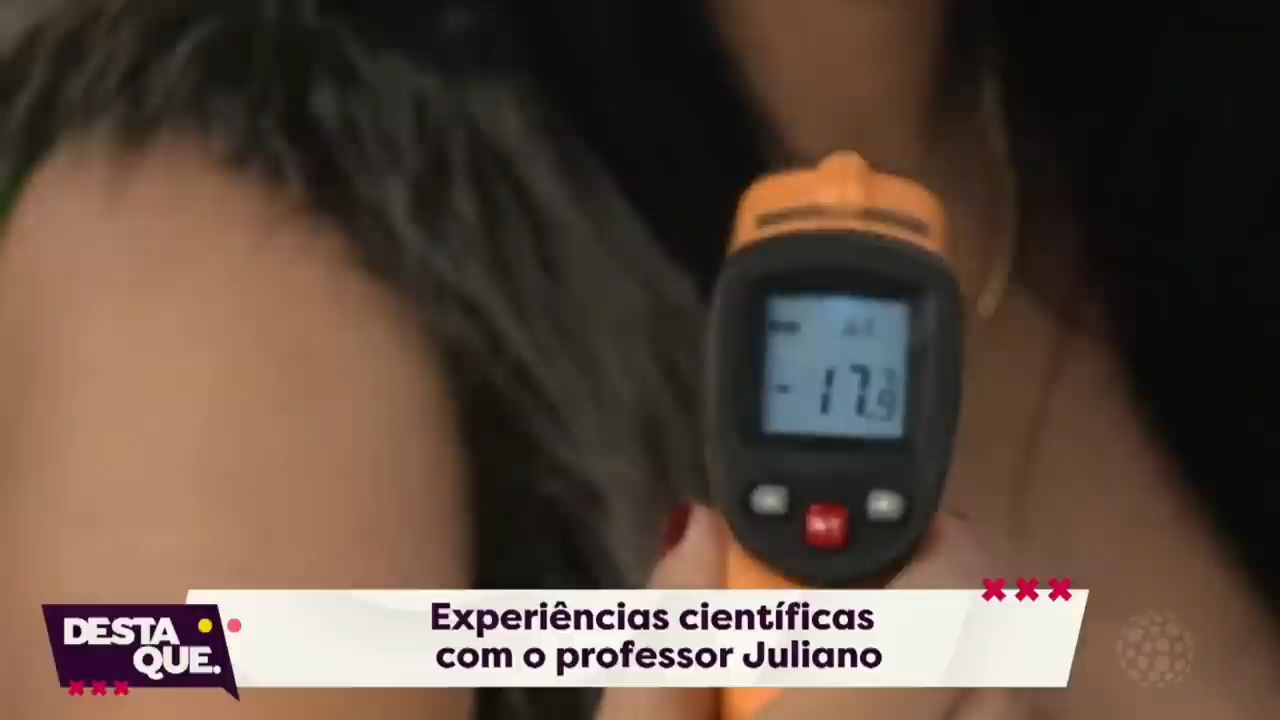 -17.9
DESTA
QUE.
Experiências científicas
com o professor Juliano